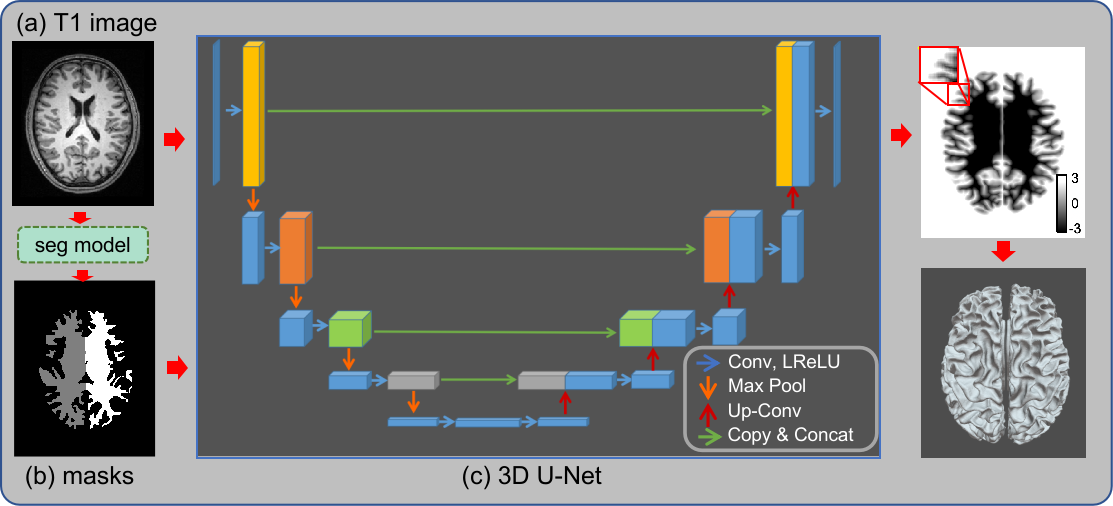 (a) T1 image
seg model
(b) masks
Conv, LReLU
Max Pool
Up-Conv
Copy & Concat
(c) 3D U-Net
3
0
-3